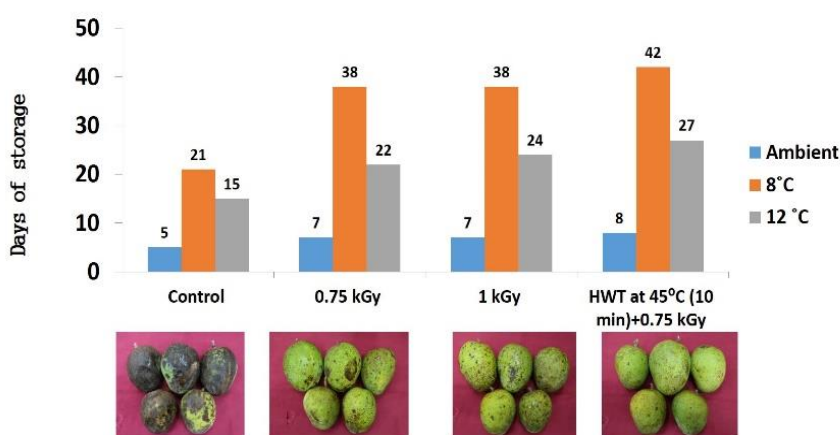 50
40
30
20
10
0
Days of storage
5
21
15
7
38
22
7
38
24
8
42
27
Control
0.75 kGy
1 kGy
HWT at 45⁰C (10
min)+0.75 kGy
Ambient
8˚C
12 ˚C